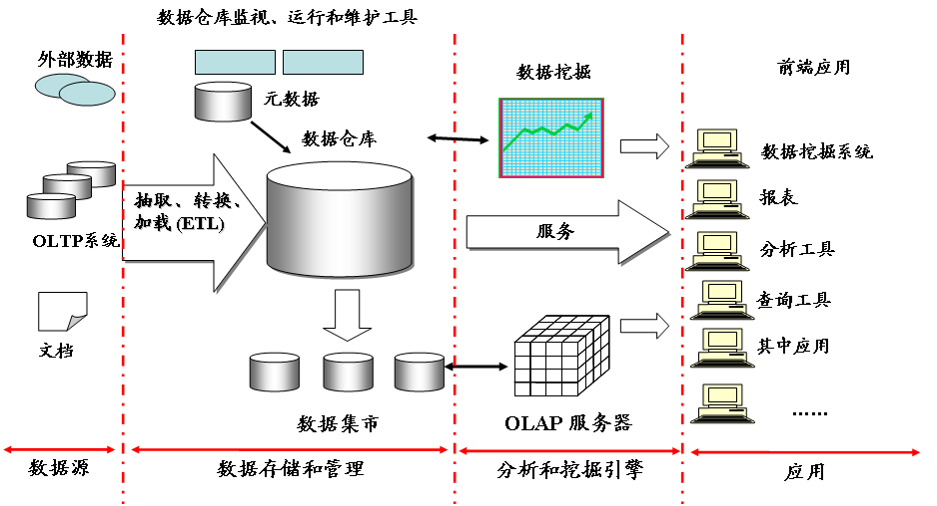 数据仓库监视、运行和维护工具
外部数据
元数据
数据仓库
数据挖掘
前端应用
OLTP系统
抽取、转换、
加载 (ETL)
服务
数据挖掘系统
报表
分析工具
查询工具
其中应用
……
文档
数据集市
OLAP 服务器
数据源
数据存储和管理
分析和挖掘引擎
应用